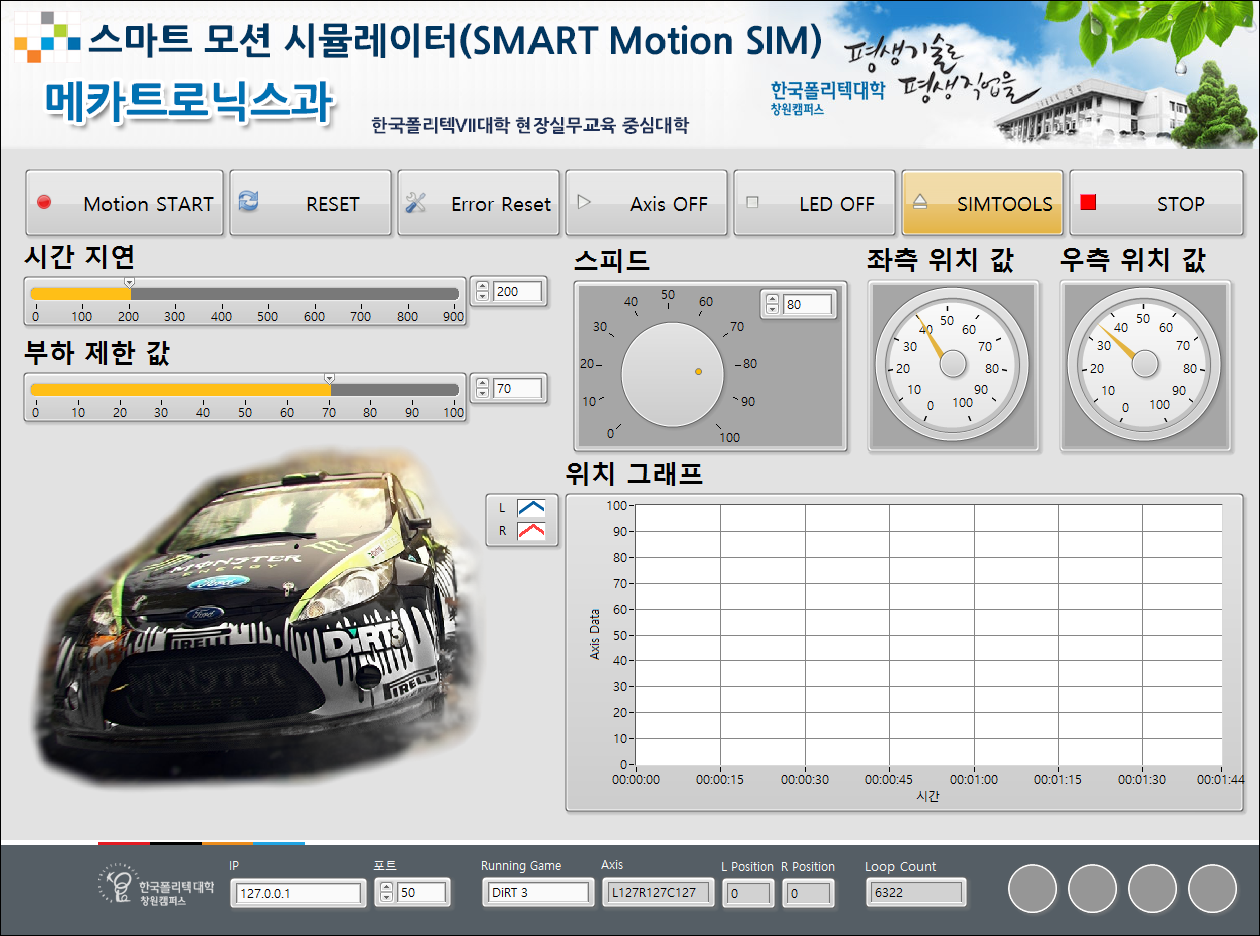 스마트 모션 시뮬레이터(SMART Motion SIM)
메카트로닉스과
한국폴리텍VII대학 현장실무교육 중심대학
평생기술로
평생직업을
한국폴리텍대학
창원캠퍼스
Motion START
RESET
Error Reset
Axis OFF
LED OFF
SIMTOOLS
STOP
시간 지연
0 100 200 300 400 500 600 700 800 900
200
부하 제한 값
0 10 20 30 40 50 60 70 80 90 100
70
스피드
0 10 20 30 40 50 60 70 80 90 100
80
좌측 위치 값
0 10 20 30 40 50 60 70 80 90 100
우측 위치 값
0 10 20 30 40 50 60 70 80 90 100
MONSTER
ENERGY
Ford
Ford
PIRELLI
DiRT3
PIRELLI
MONSTER
ENERGY
위치 그래프
L
R
100
90
80
70
60
50
40
30
20
10
0
Axis Data
00:00:00 00:00:15 00:00:30 00:00:45 00:01:00 00:01:15 00:01:30 00:01:44
시간
한국폴리텍대학
창원캠퍼스
IP
127.0.0.1
포트
50
Running Game
DiRT 3
Axis
L127R127C127
L Position
0
R Position
0
Loop Count
6322